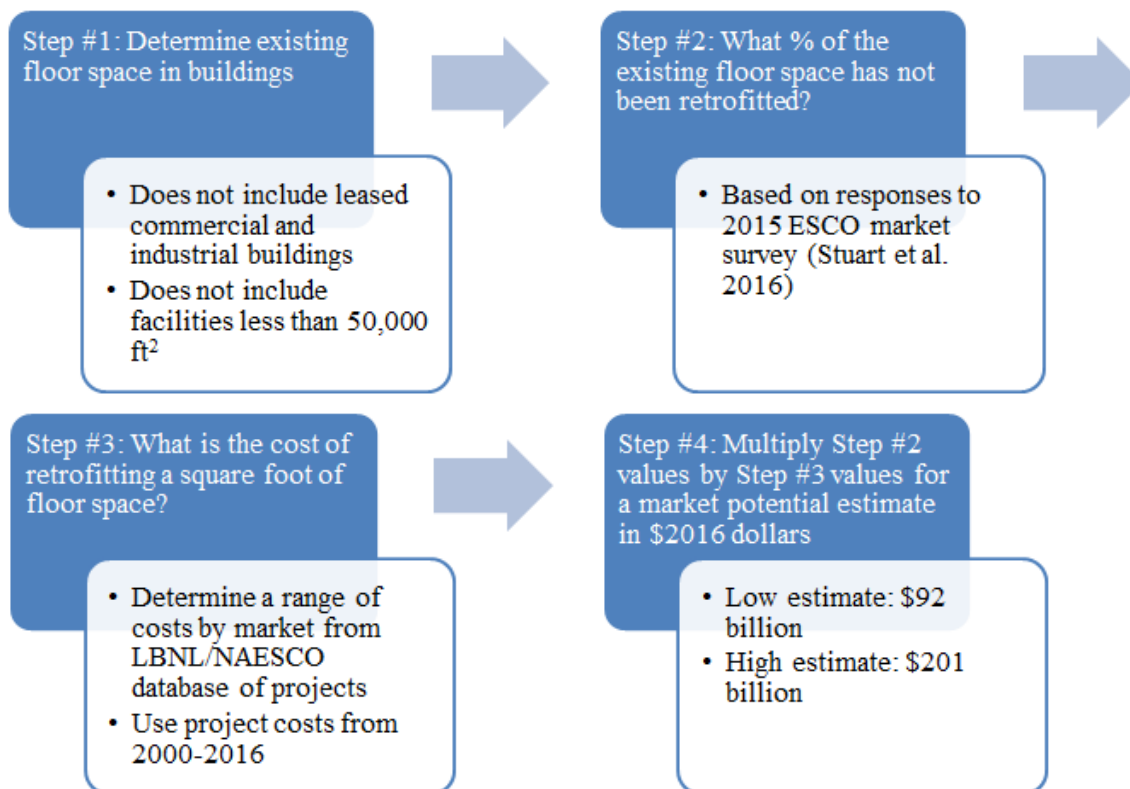 Step #1: Determine existing
floor space in buildings
• Does not include leased
commercial and
industrial buildings
• Does not include
facilities less than 50,000
ft²
Step #2: What % of the
existing floor space has not
been retrofitted?
• Based on responses to
2015 ESCO market
survey (Stuart et al.
2016)
Step #3: What is the cost of
retrofitting a square foot of
floor space?
• Determine a range of
costs by market from
LBNL/NAESCO
database of projects
• Use project costs from
2000-2016
Step #4: Multiply Step #2
values by Step #3 values for
a market potential estimate
in $2016 dollars
• Low estimate: $92
billion
• High estimate: $201
billion